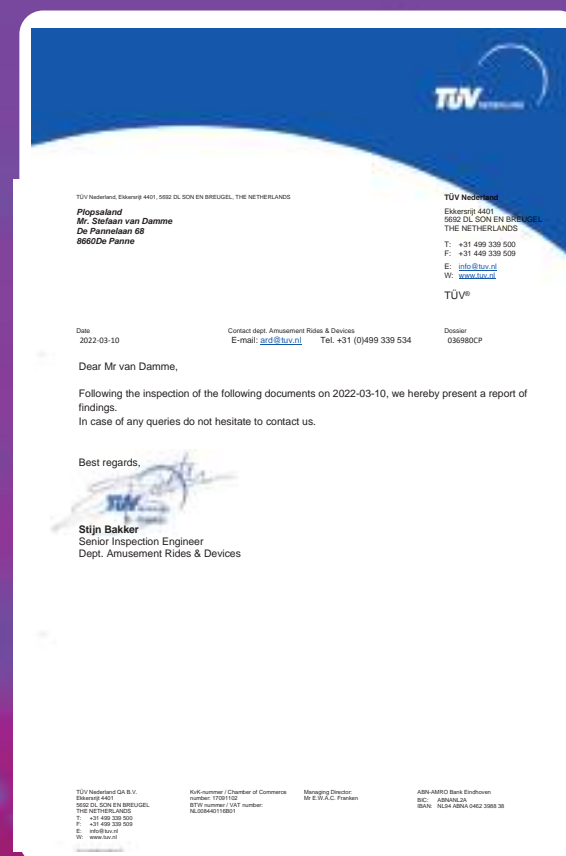 TÜV NEDERLAND
TÜV Nederland, Ekkersrijt 4401, 5692 DL SON EN BREUGEL, THE NETHERLANDS
Plopsaland
Mr. Stefaan van Damme
De Pannelaan 68
8660De Panne
TÜV Nederland
Ekkersrijt 4401
5692 DL SON EN BREUGEL
THE NETHERLANDS
T: +31 499 339 500
F: +31 449 339 509
E: info@tuv.nl
W: www.tuv.nl
TÜV®
Date
2022-03-10
Contact dept. Amusement Rides & Devices
E-mail: ard@tuv.nl Tel. +31 (0)499 339 534
Dossier
036980CP
Dear Mr van Damme,
Following the inspection of the following documents on 2022-03-10, we hereby present a report of
findings.
In case of any queries do not hesitate to contact us.
Best regards,
TÜV
Stijn Bakker
Senior Inspection Engineer
Dept. Amusement Rides & Devices
TÜV Nederland QA B.V.
Ekkersrijt 4401
5692 DL SON EN BREUGEL
THE NETHERLANDS
T: +31 499 339 500
F: +31 499 339 509
E: info@tuv.nl
W: www.tuv.nl
KvK-nummer / Chamber of Commerce
number: 17091102
BTW nummer / VAT number:
NL008440116B01
Managing Director:
Mr E.W.A.C. Franken
ABN-AMRO Bank Eindhoven
BIC: ABNANL2A
IBAN: NL94 ABNA 0462 3988 38